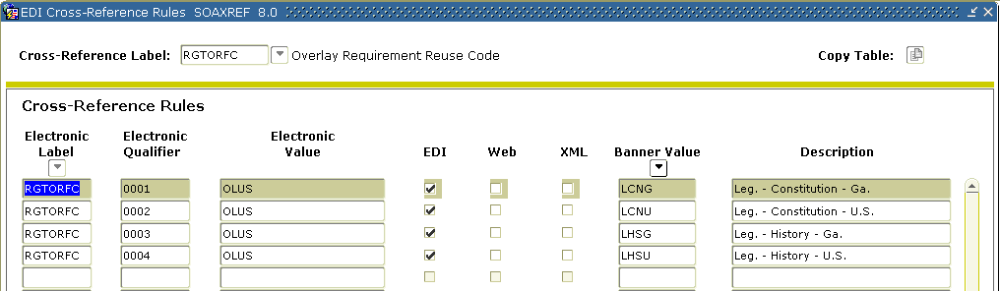 EDI Cross-Reference Rules SOAXREF 8.0
Cross-Reference Label: RGTORFC Overlay Requirement Reuse Code Copy Table:
Cross-Reference Rules
Electronic Label Electronic Qualifier Electronic Value EDI Web XML Banner Value Description
RGTORFC 0001 OLUS LCNG Leg. - Constitution - Ga.
RGTORFC 0002 OLUS LCNU Leg. - Constitution - U.S.
RGTORFC 0003 OLUS LHSG Leg. - History - Ga.
RGTORFC 0004 OLUS LHSU Leg. - History - U.S.